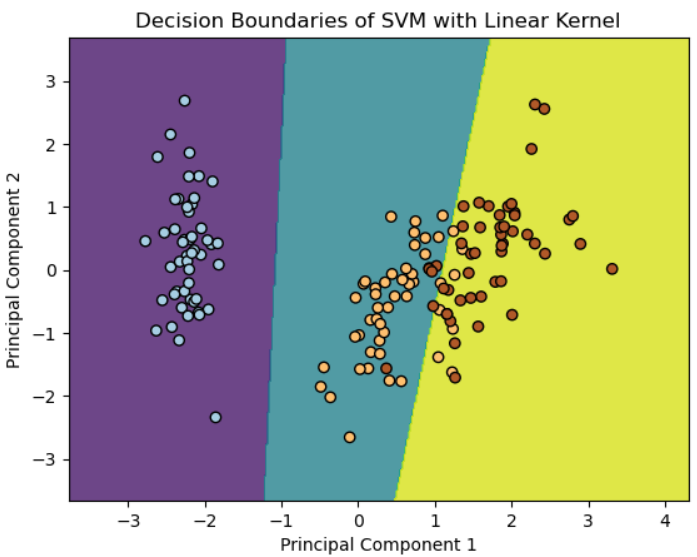 Decision Boundaries of SVM with Linear Kernel
Principal Component 2
3
2
1
0
−1
−2
−3
−3 −2 −1 0 1 2 3 4
Principal Component 1